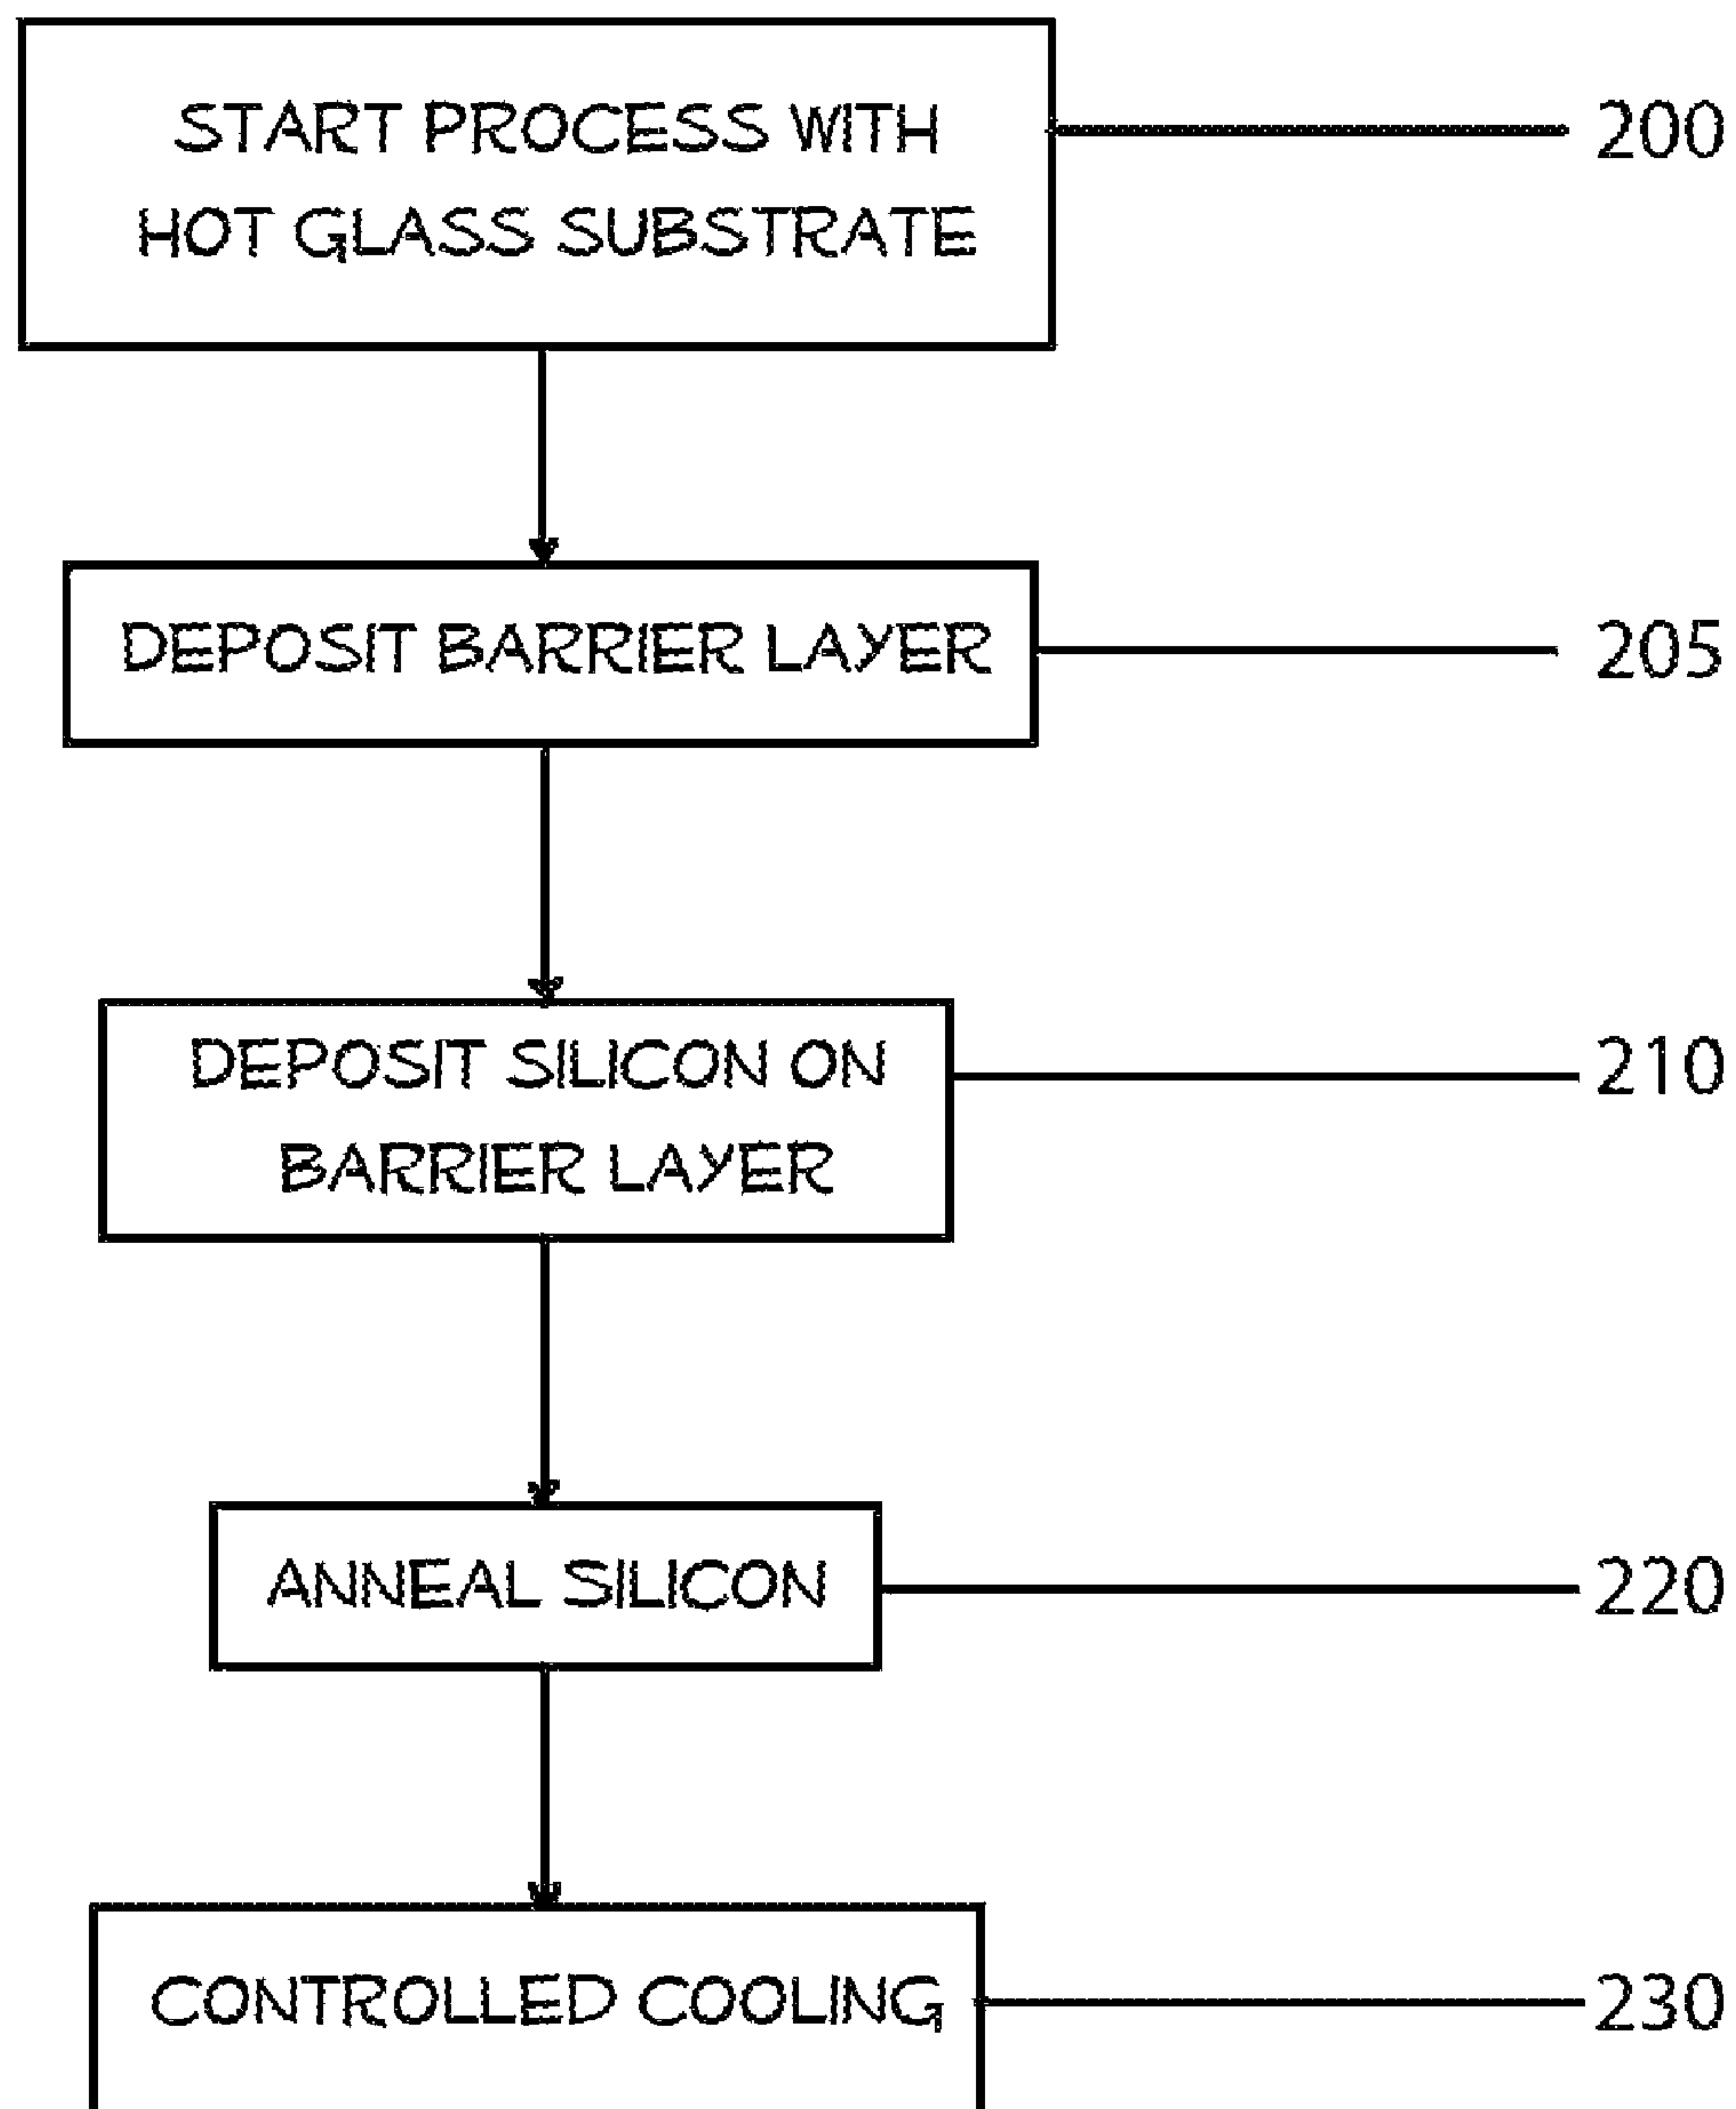 START PROCESS WITH
200
HOT GLASS SUBSTRATE
DEPOSIT BARRIER LAYER
205
DEPOSIT SILICON ON
210
BARRIER LAYER
ANNEAL SILICON
220
CONTROLLED COOLING
230